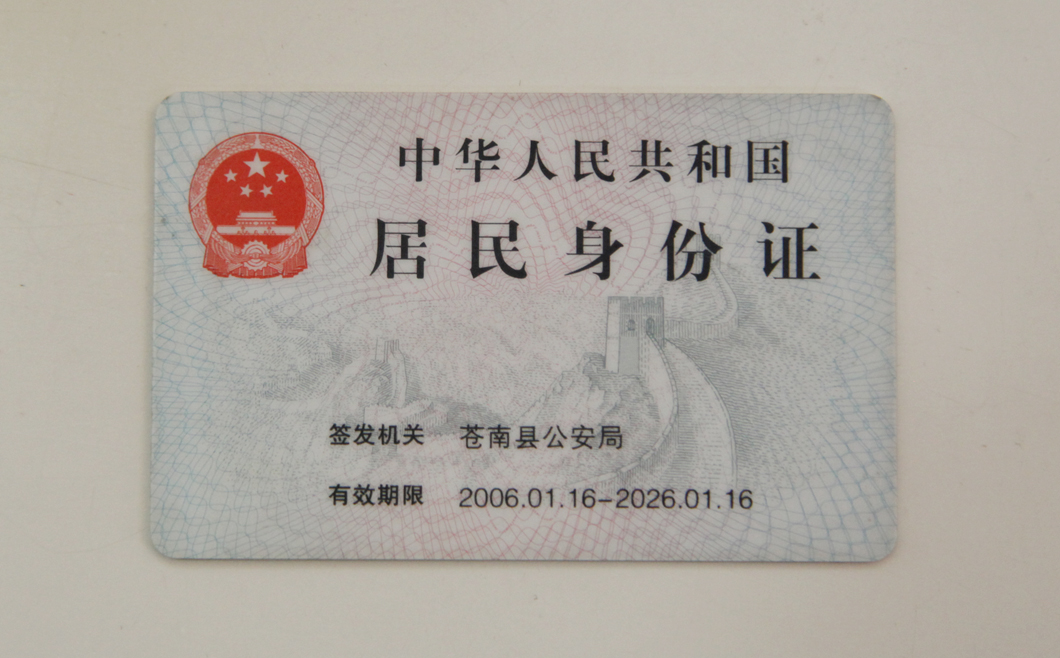 中华人民共和国
居民身份证
签发机关 苍南县公安局
有效期限 2006.01.16-2026.01.16